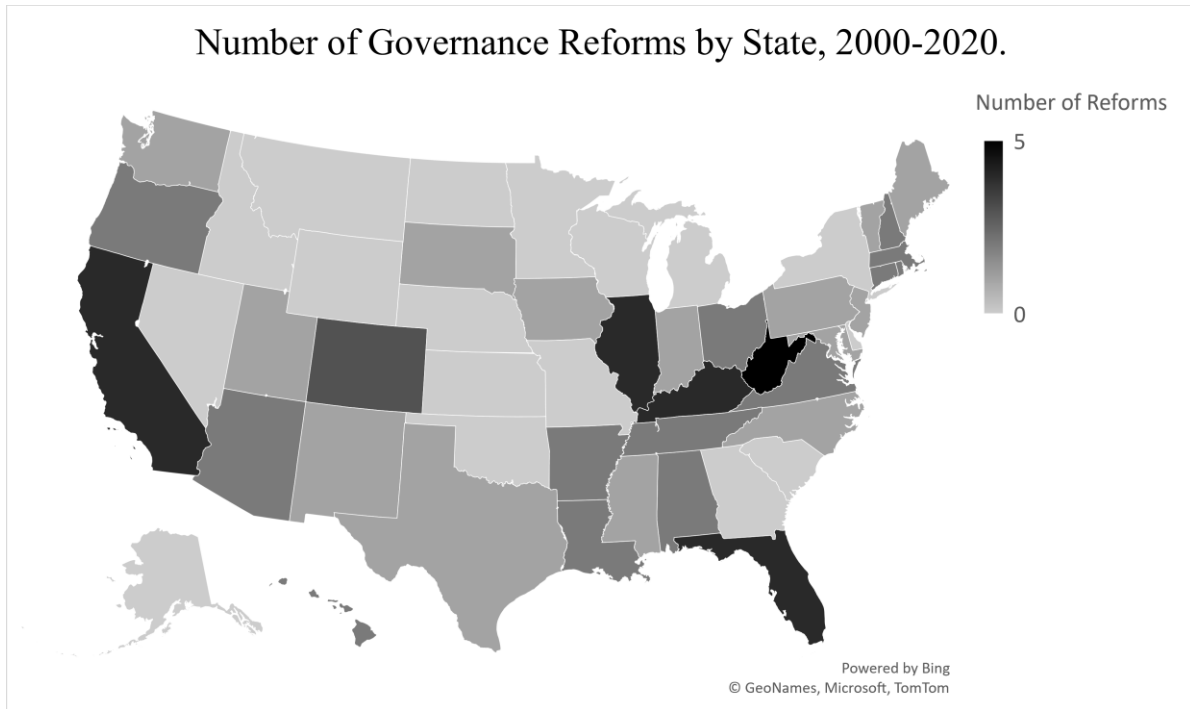 Number of Governance Reforms by State, 2000-2020.
Number of Reforms
5
0
Powered by Bing
© GeoNames, Microsoft, TomTom